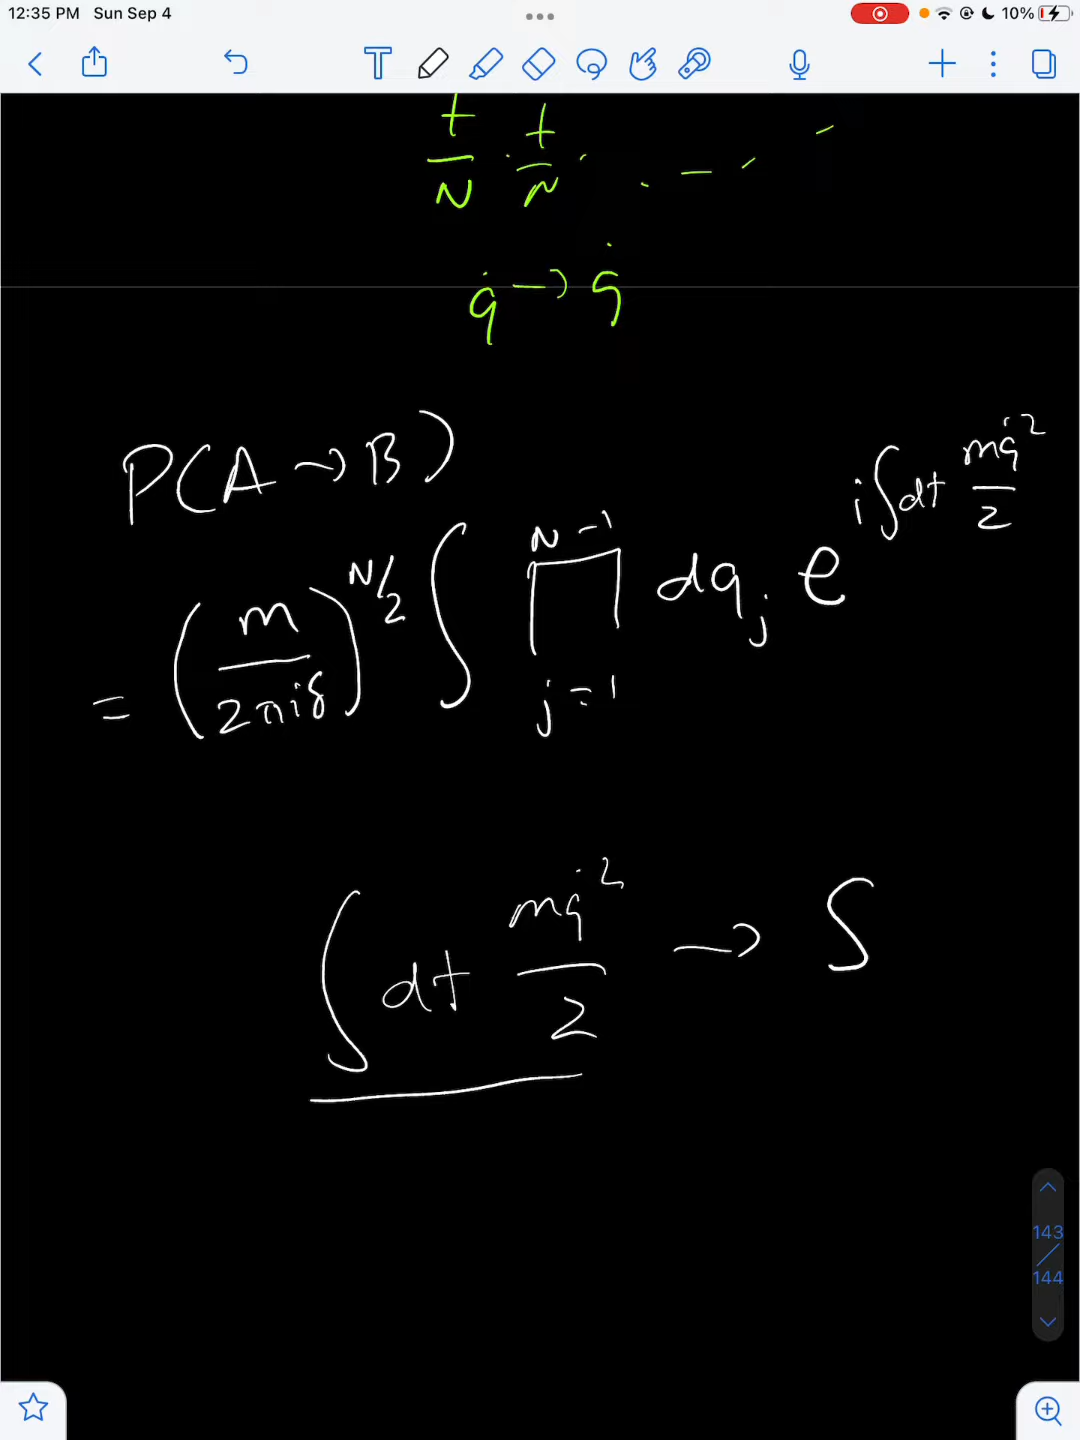 12:35 PM Sun Sep 4 10%
T
t/N · t/N · . - ·
q̇ → q̇
P(A → B)
= (m/2πiδ)^{N/2} ∫ ∏_{j=1}^{N-1} dq_j e^{i∫dt mq̇²/2}
∫ dt mq̇²/2 → S
143/144